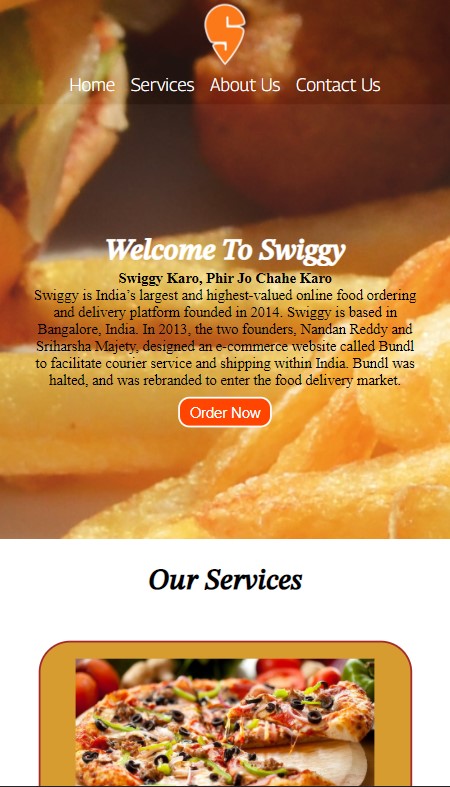 Home Services About Us Contact Us
Welcome To Swiggy
Swiggy Karo, Phir Jo Chahe Karo
Swiggy is India’s largest and highest-valued online food ordering
and delivery platform founded in 2014. Swiggy is based in
Bangalore, India. In 2013, the two founders, Nandan Reddy and
Sriharsha Majety, designed an e-commerce website called Bundl
to facilitate courier service and shipping within India. Bundl was
halted, and was rebranded to enter the food delivery market.
Order Now
Our Services